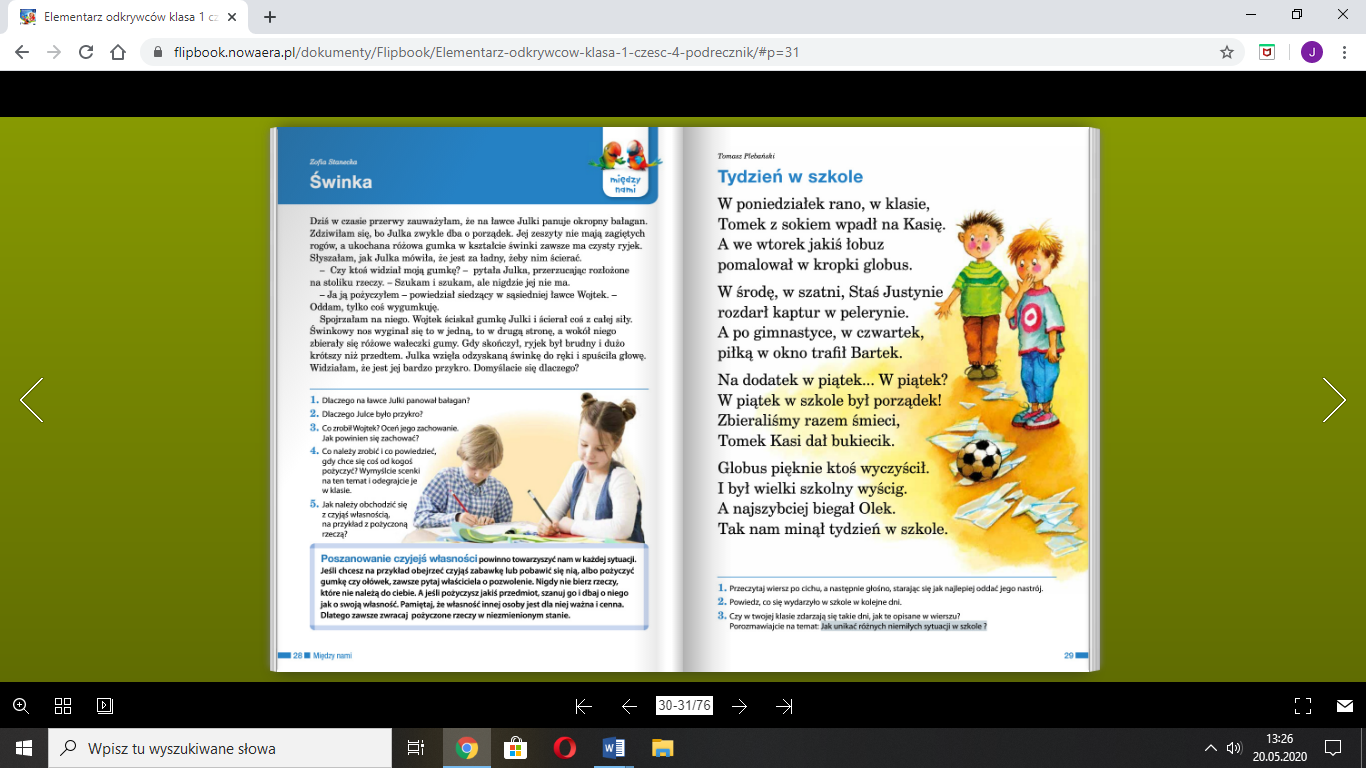 Elementarz odkrywców klasa 1 cz
flipbook.nowaera.pl/dokumenty/Flipbook/Elementarz-odkrywcow-klasa-1-czesc-4-podrecznik/#p=31
J
Zofia Stanecka
Świnka
między
nami
Dziś w czasie przerwy zauważyłam, że na ławce Julki panuje okropny bałagan.
Zdziwiłam się, bo Julka zwykle dba o porządek. Jej zeszyty nie mają zagiętych
rogów, a ukochana różowa gumka w kształcie świnki zawsze ma czysty ryjek.
Słyszałam, jak Julka mówiła, że jest za ładny, żeby nim ścierać.
– Czy ktoś widział moją gumkę? – pytała Julka, przerzucając rozłożone
na stoliku rzeczy. – Szukam i szukam, ale nigdzie jej nie ma.
– Ja ją pożyczyłem – powiedział siedzący w sąsiedniej ławce Wojtek. –
Oddam, tylko coś wygumkuję.
Spojrzałam na niego. Wojtek ściskał gumkę Julki i ścierał coś z całej siły.
Świnkowy nos wyginał się to w jedną, to w drugą stronę, a wokół niego
zbierały się różowe wałeczki gumy. Gdy skończył, ryjek był brudny i dużo
krótszy niż przedtem. Julka wzięła odzyskaną świnkę do ręki i spuściła głowę.
Widziałam, że jest jej bardzo przykro. Domyślacie się dlaczego?
1. Dlaczego na ławce Julki panował bałagan?
2. Dlaczego Julce było przykro?
3. Co zrobił Wojtek? Oceń jego zachowanie.
Jak powinien się zachować?
4. Co należy zrobić i co powiedzieć,
gdy chce się coś od kogoś
pożyczyć? Wymyślcie scenki
na ten temat i odegrajcie je
w klasie.
5. Jak należy obchodzić się
z czyjąś własnością,
na przykład z pożyczoną
rzeczą?
Poszanowanie czyjejś własności powinno towarzyszyć nam w każdej sytuacji.
Jeśli chcesz na przykład obejrzeć czyjąś zabawkę lub pobawić się nią, albo pożyczyć
gumkę czy ołówek, zawsze pytaj właściciela o pozwolenie. Nigdy nie bierz rzeczy,
które nie należą do ciebie. A jeśli pożyczysz jakiś przedmiot, szanuj go i dbaj o niego
jak o swoją własność. Pamiętaj, że własność innej osoby jest dla niej ważna i cenna.
Dlatego zawsze zwracaj pożyczone rzeczy w niezmienionym stanie.
28 Między nami
Tomasz Plebański
Tydzień w szkole
W poniedziałek rano, w klasie,
Tomek z sokiem wpadł na Kasię.
A we wtorek jakiś łobuz
pomalował w kropki globus.
W środę, w szatni, Staś Justynie
rozdarł kaptur w pelerynie.
A po gimnastyce, w czwartek,
piłką w okno trafił Bartek.
Na dodatek w piątek... W piątek?
W piątek w szkole był porządek!
Zbieraliśmy razem śmieci,
Tomek Kasi dał bukiecik.
Globus pięknie ktoś wyczyścił.
I był wielki szkolny wyścig.
A najszybciej biegał Olek.
Tak nam minął tydzień w szkole.
1. Przeczytaj wiersz po cichu, a następnie głośno, starając się jak najlepiej oddać jego nastrój.
2. Powiedz, co się wydarzyło w szkole w kolejne dni.
3. Czy w twojej klasie zdarzają się takie dni, jak te opisane w wierszu?
Porozmawiajcie na temat: Jak unikać różnych niemiłych sytuacji w szkole ?
29
30-31/76
Wpisz tu wyszukiwane słowa
13:26
20.05.2020